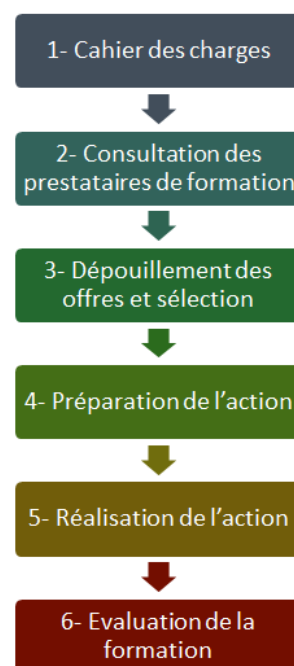 1- Cahier des charges
2- Consultation des
prestataires de formation
3- Dépouillement des
offres et sélection
4- Préparation de l’action
5- Réalisation de l’action
6- Evaluation de la
formation